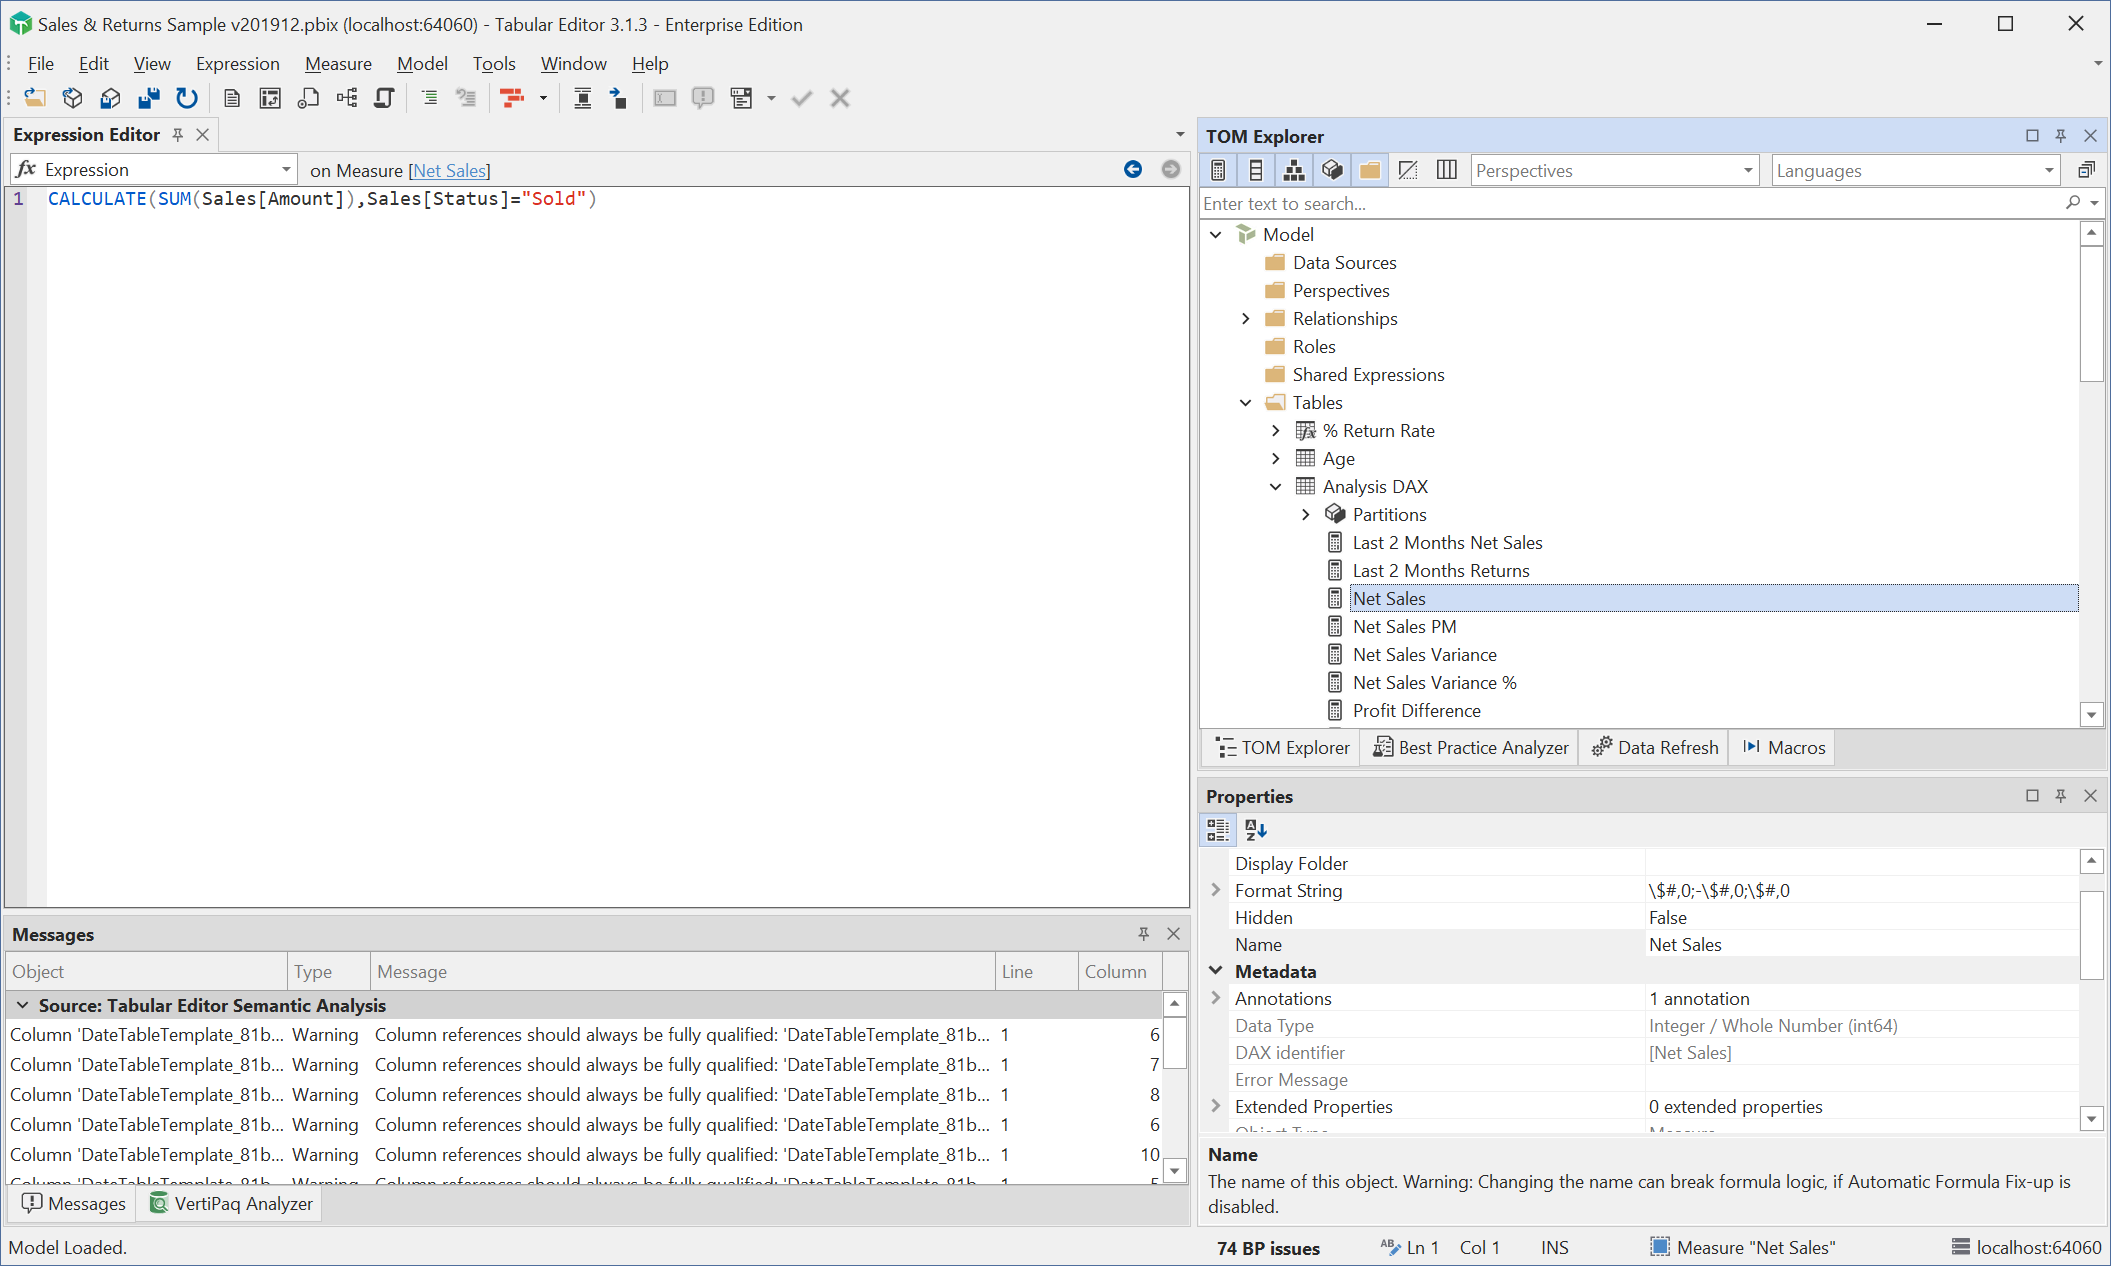 Sales & Returns Sample v201912.pbix (localhost:64060) - Tabular Editor 3.1.3 - Enterprise Edition
File Edit View Expression Measure Model Tools Window Help
Expression Editor
fx Expression on Measure [Net Sales]
1 CALCULATE(SUM(Sales[Amount]),Sales[Status]="Sold")
Messages
Object Type Message Line Column
Source: Tabular Editor Semantic Analysis
Column 'DateTableTemplate_81b... Warning Column references should always be fully qualified: 'DateTableTemplate_81b... 1 6
Column 'DateTableTemplate_81b... Warning Column references should always be fully qualified: 'DateTableTemplate_81b... 1 7
Column 'DateTableTemplate_81b... Warning Column references should always be fully qualified: 'DateTableTemplate_81b... 1 8
Column 'DateTableTemplate_81b... Warning Column references should always be fully qualified: 'DateTableTemplate_81b... 1 6
Column 'DateTableTemplate_81b... Warning Column references should always be fully qualified: 'DateTableTemplate_81b... 1 10
Messages VertiPaq Analyzer
TOM Explorer
Perspectives Languages
Enter text to search...
Model
Data Sources
Perspectives
Relationships
Roles
Shared Expressions
Tables
% Return Rate
Age
Analysis DAX
Partitions
Last 2 Months Net Sales
Last 2 Months Returns
Net Sales
Net Sales PM
Net Sales Variance
Net Sales Variance %
Profit Difference
TOM Explorer Best Practice Analyzer Data Refresh Macros
Properties
Display Folder
Format String \$#,0;-\$#,0;\$#,0
Hidden False
Name Net Sales
Metadata
Annotations 1 annotation
Data Type Integer / Whole Number (int64)
DAX identifier [Net Sales]
Error Message
Extended Properties 0 extended properties
Object Type Measure
Name
The name of this object. Warning: Changing the name can break formula logic, if Automatic Formula Fix-up is
disabled.
Model Loaded. 74 BP issues Ln 1 Col 1 INS Measure "Net Sales" localhost:64060